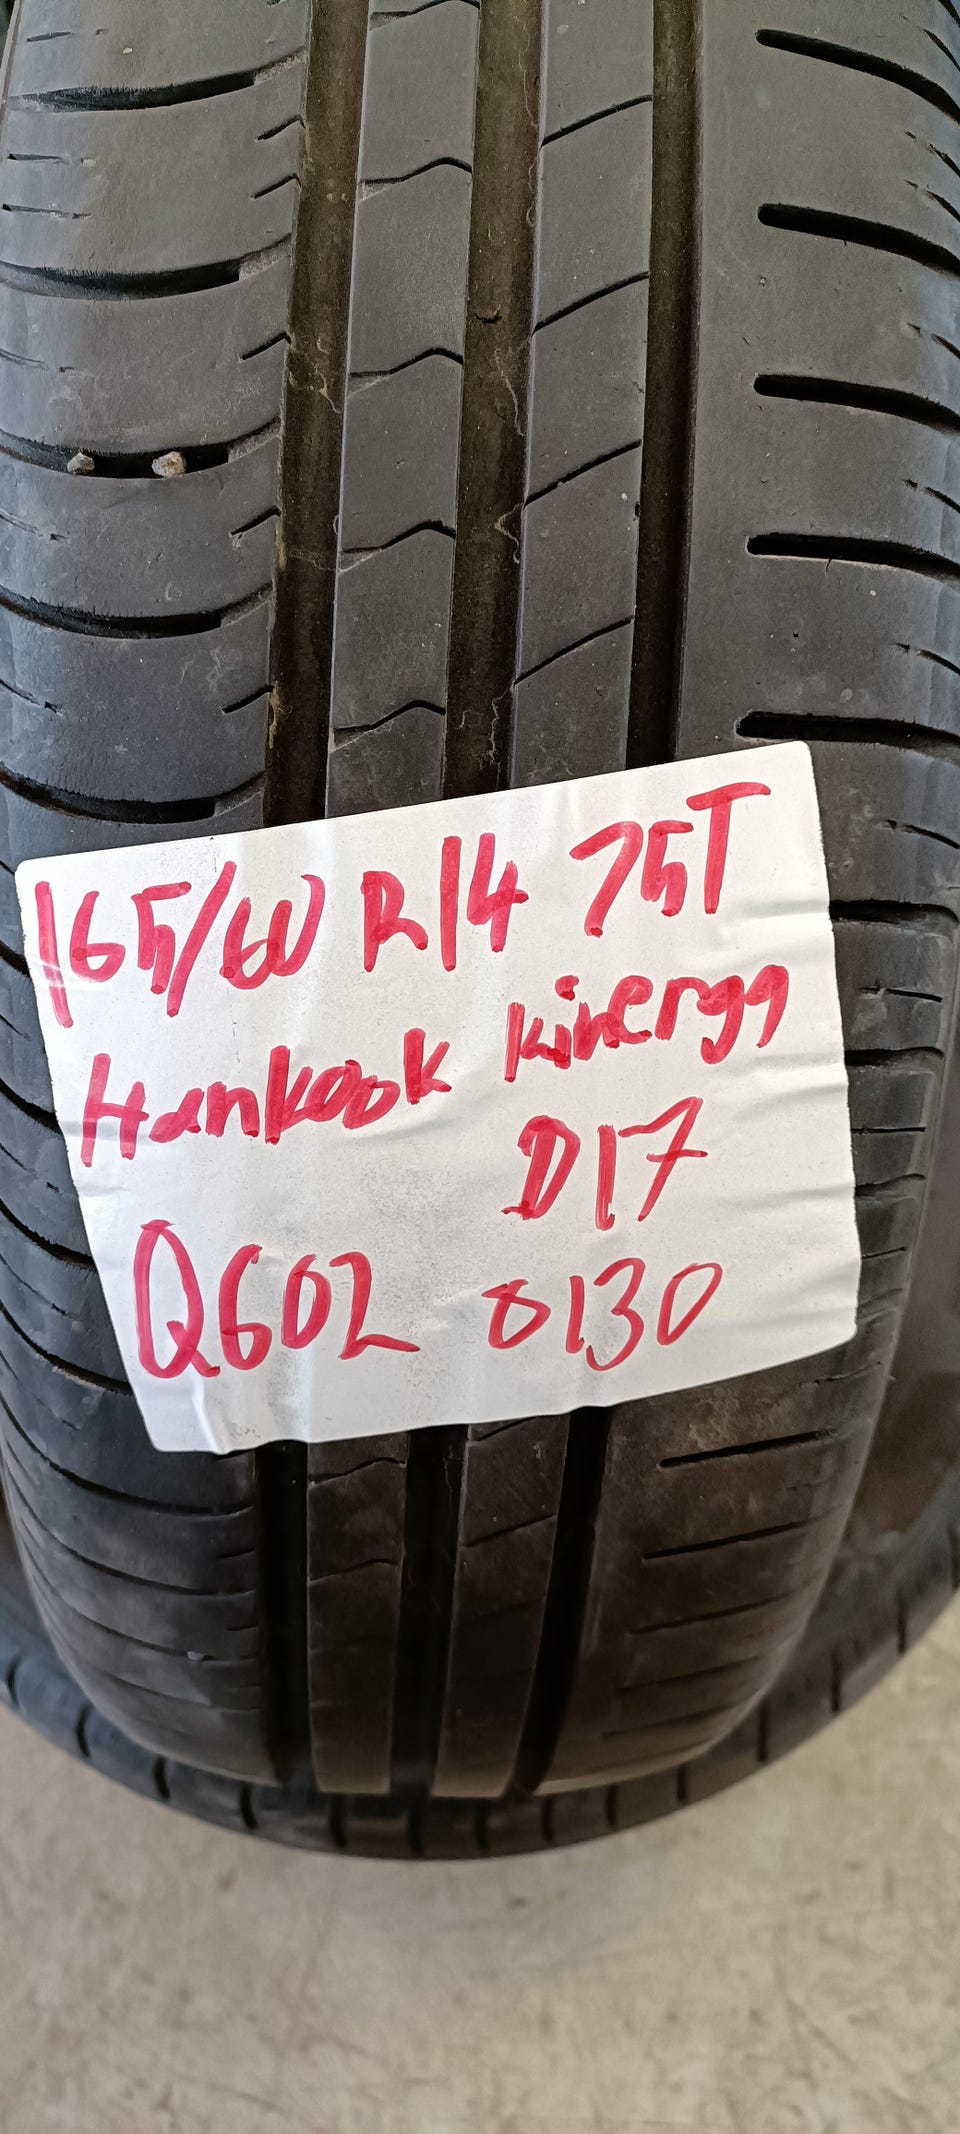 165/60 R14 75T
Hankook kinergy
D17
Q602 0130